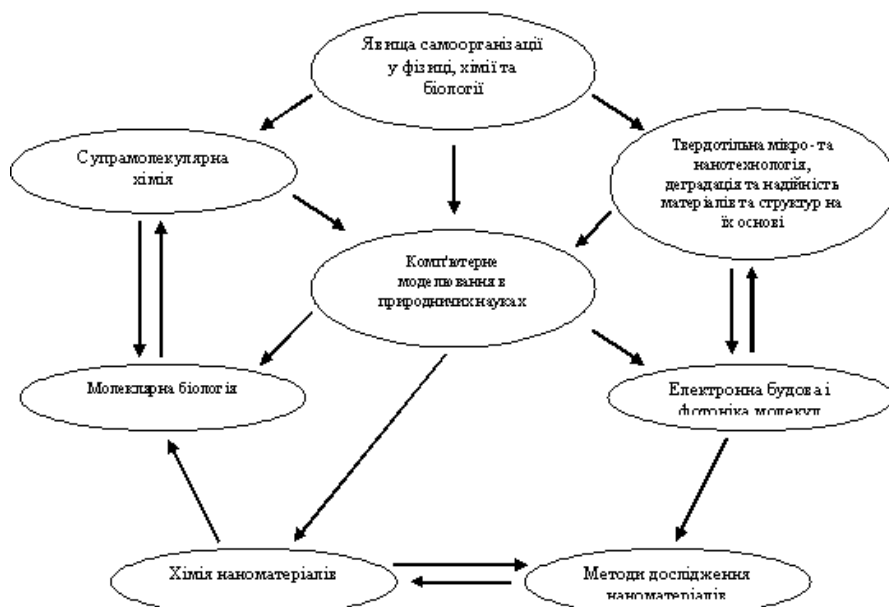 Явища самоорганізації
у фізиці, хімії та
біології
Супрамолекулярна
хімія
Твердотільна мікро- та
нанотехнологія,
деградація та надійність
матеріалів та структур на
їх основі
Комп'ютерне
моделювання в
природничих науках
Молеклярна біологія
Електронна будова і
фотоніка молекул
Хімія наноматеріалів
Методи дослідження
наноматеріалів